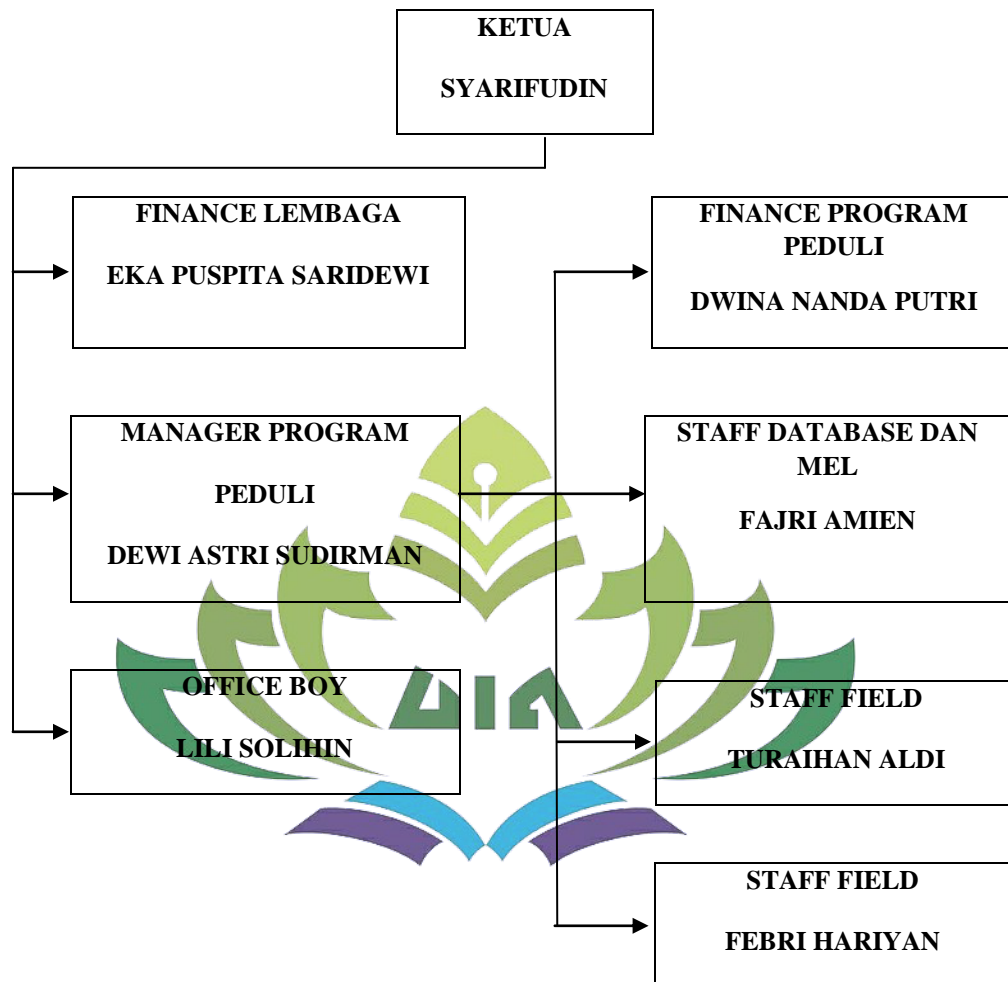 KETUA
SYARIFUDIN
FINANCE LEMBAGA
EKA PUSPITA SARIDEWI
MANAGER PROGRAM
PEDULI
DEWI ASTRI SUDIRMAN
OFFICE BOY
LILI SOLIHIN
FINANCE PROGRAM
PEDULI
DWINA NANDA PUTRI
STAFF DATABASE DAN
MEL
FAJRI AMIEN
STAFF FIELD
TURAIHAN ALDI
STAFF FIELD
FEBRI HARIYAN
UIN